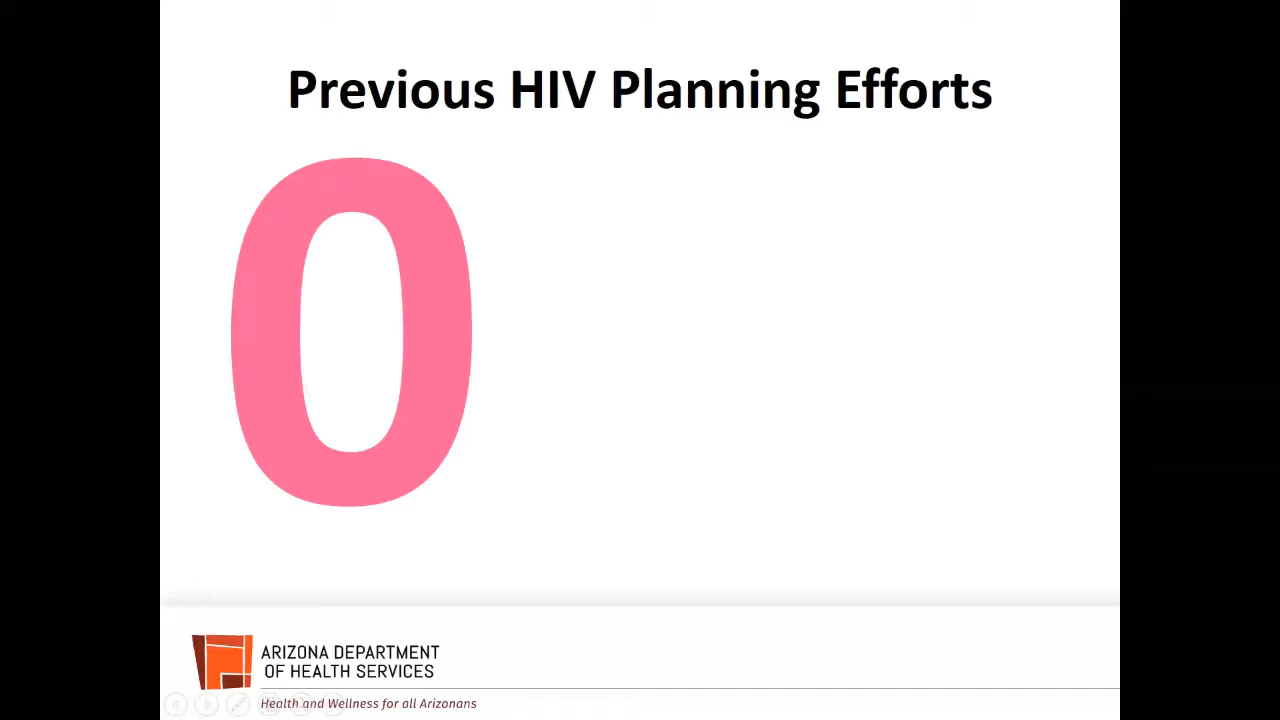 Previous HIV Planning Efforts
0
ARIZONA DEPARTMENT
OF HEALTH SERVICES
Health and Wellness for all Arizonans